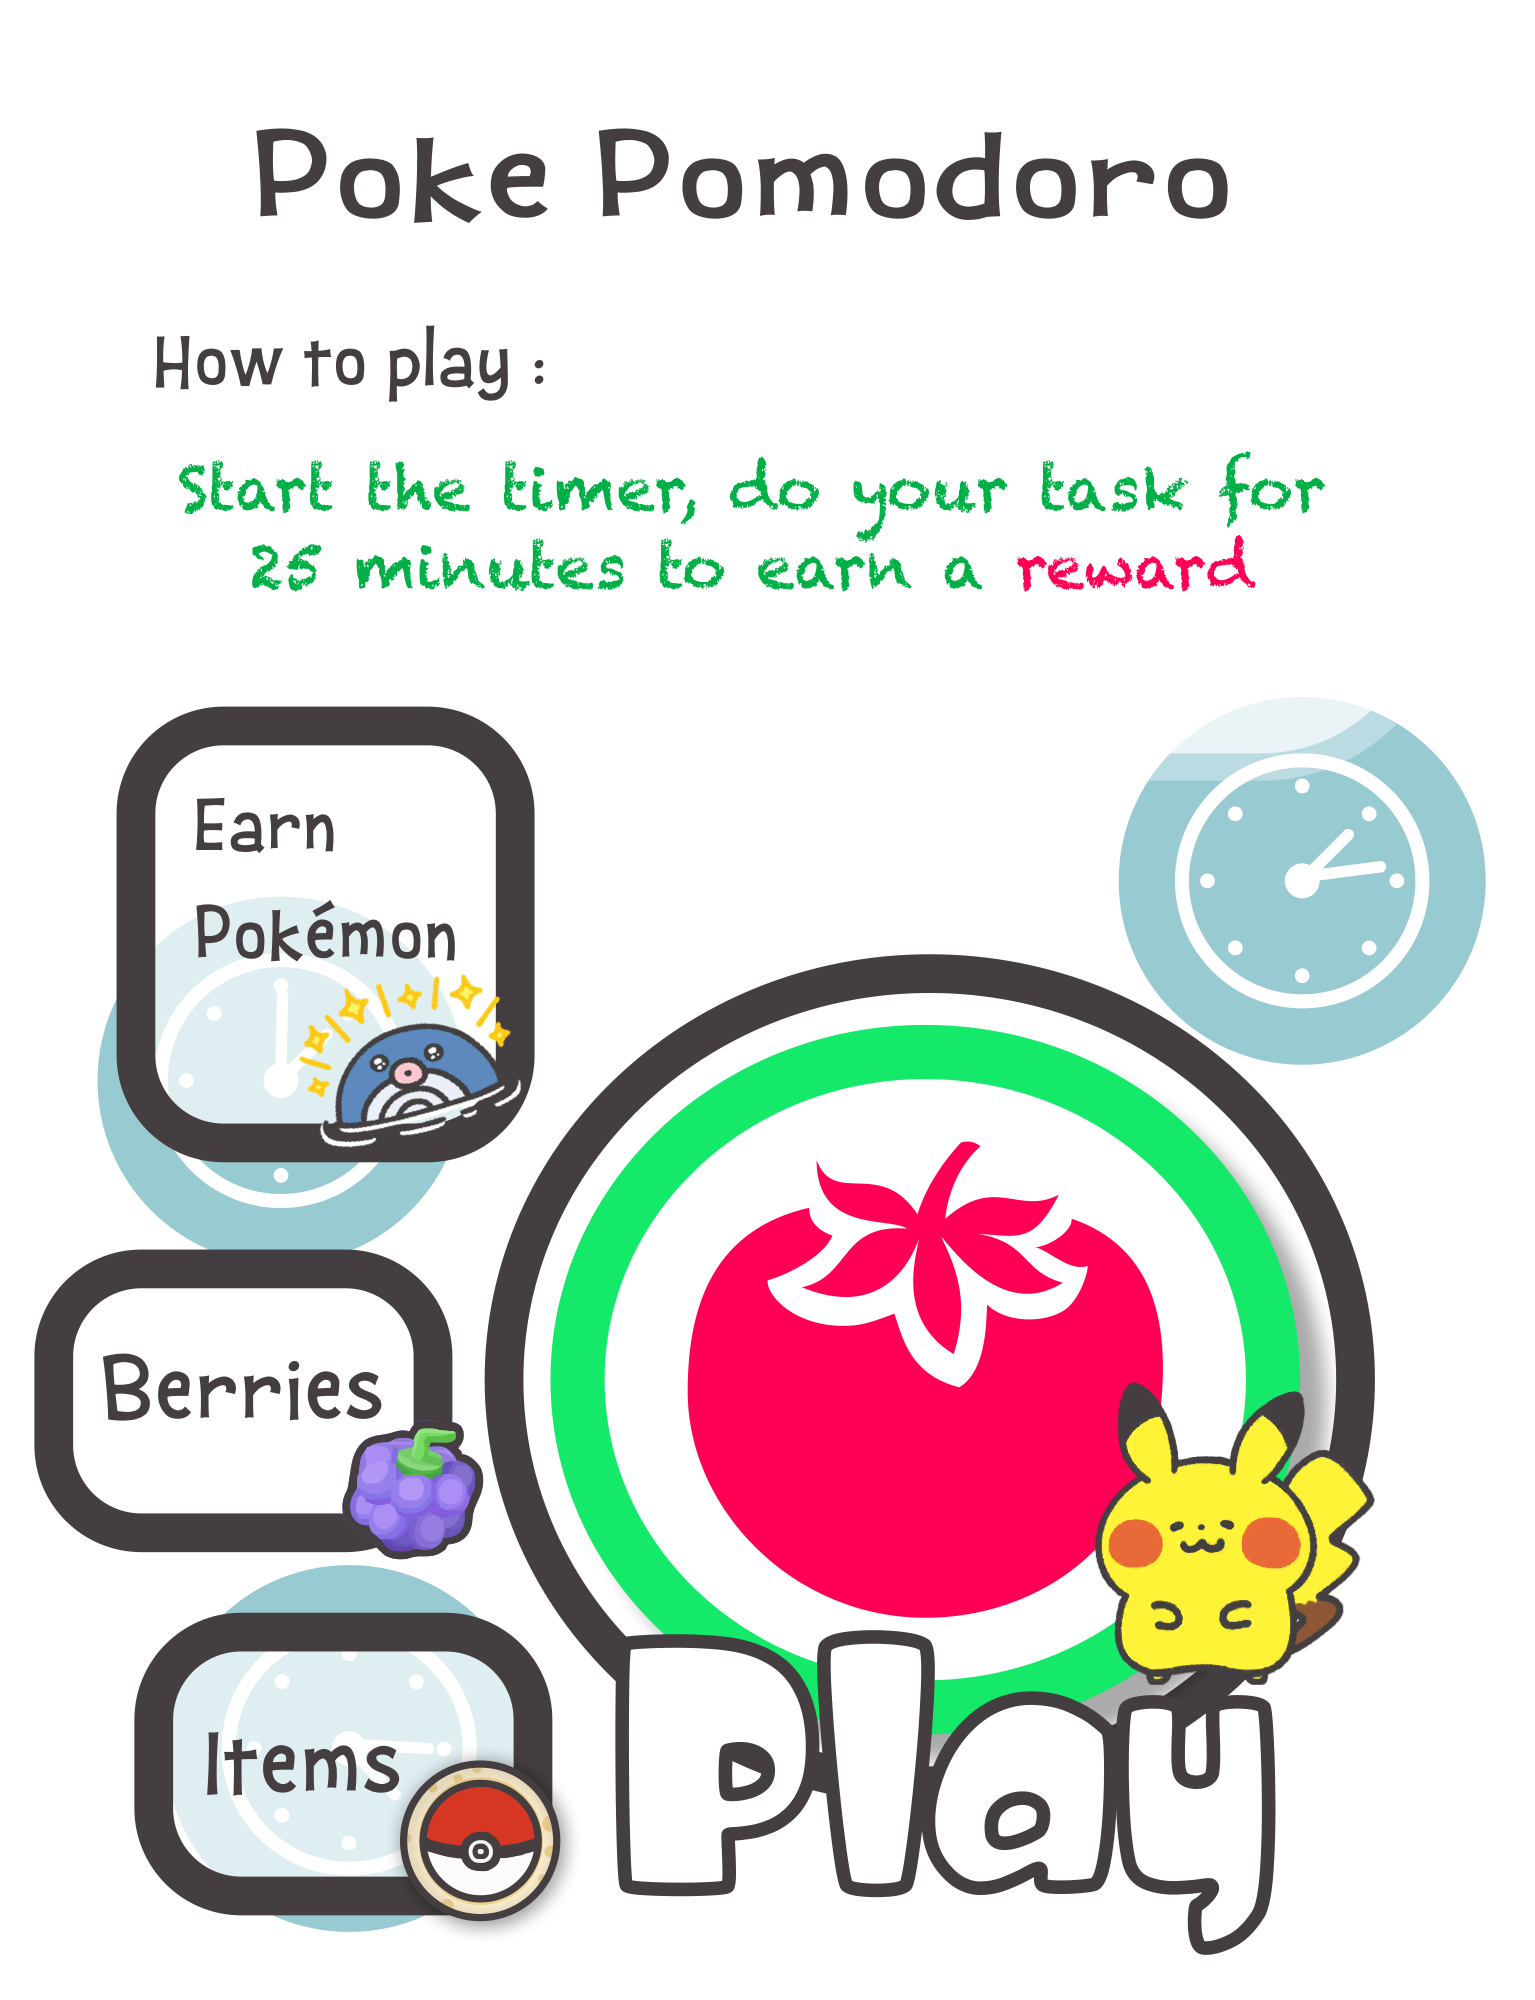 Poke Pomodoro
How to play :
Start the timer, do your task for
25 minutes to earn a reward
Earn
Pokémon
Berries
Items
Play